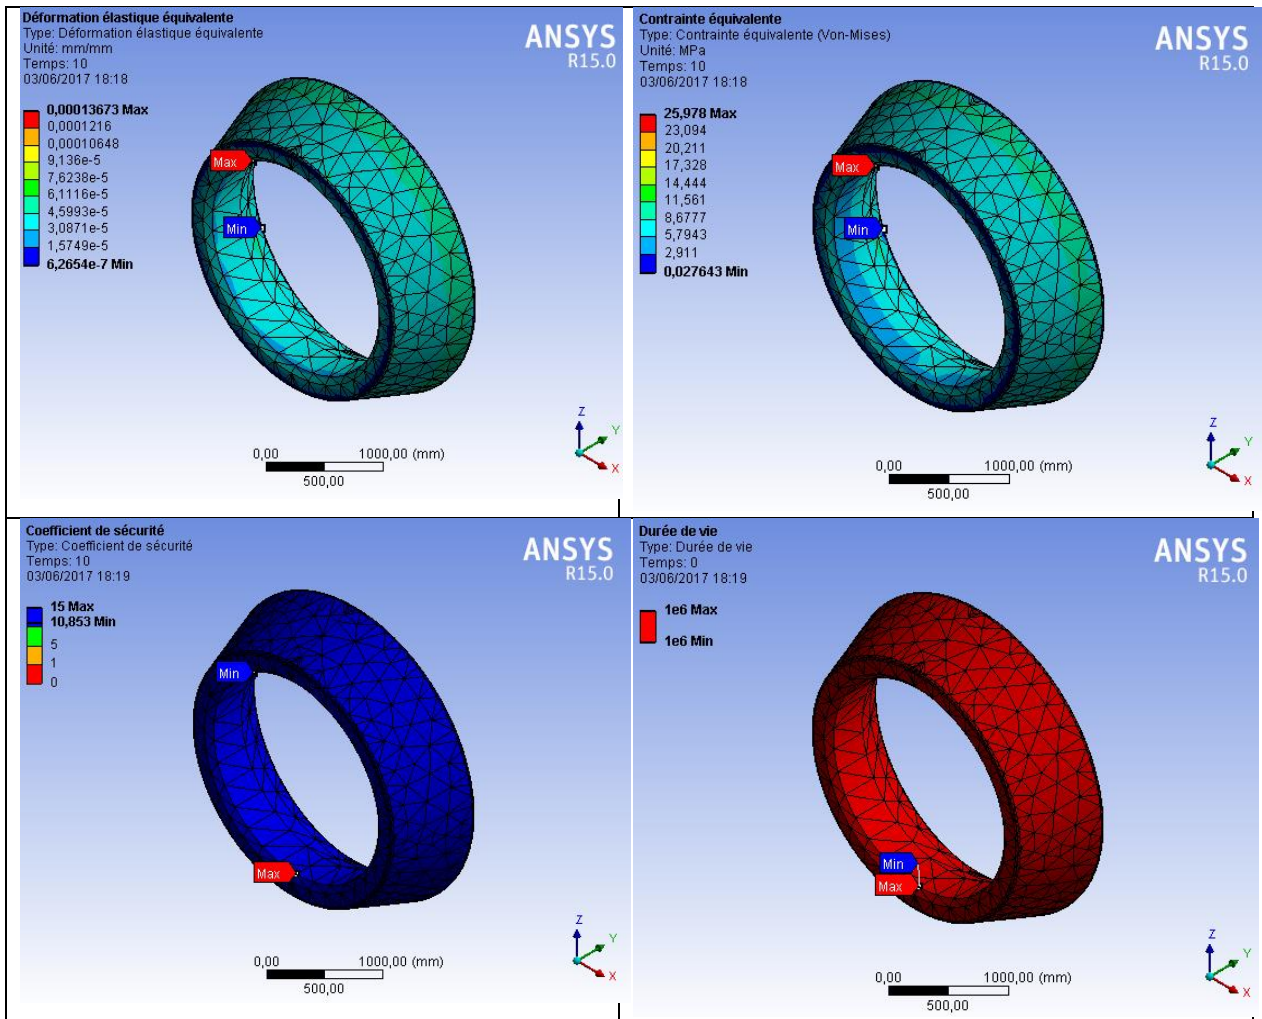 Déformation élastique équivalente
Type: Déformation élastique équivalente
Unité: mm/mm
Temps: 10
03/06/2017 18:18
ANSYS
R15.0
0,00013673 Max
0,0001216
0,00010648
9,136e-5
7,6238e-5
6,1116e-5
4,5993e-5
3,0871e-5
1,5749e-5
6,2654e-7 Min
Max
Min
0,00
1000,00 (mm)
500,00
Z
Y
X
Contrainte équivalente
Type: Contrainte équivalente (Von-Mises)
Unité: MPa
Temps: 10
03/06/2017 18:18
ANSYS
R15.0
25,978 Max
23,094
20,211
17,328
14,444
11,561
8,6777
5,7943
2,911
0,027643 Min
Max
Min
0,00
1000,00 (mm)
500,00
Z
Y
X
Coefficient de sécurité
Type: Coefficient de sécurité
Temps: 10
03/06/2017 18:19
ANSYS
R15.0
15 Max
10,853 Min
5
1
0
Min
Max
0,00
1000,00 (mm)
500,00
Z
Y
X
Durée de vie
Type: Durée de vie
Temps: 0
03/06/2017 18:19
ANSYS
R15.0
1e6 Max
1e6 Min
Min
Max
0,00
1000,00 (mm)
500,00
Z
Y
X